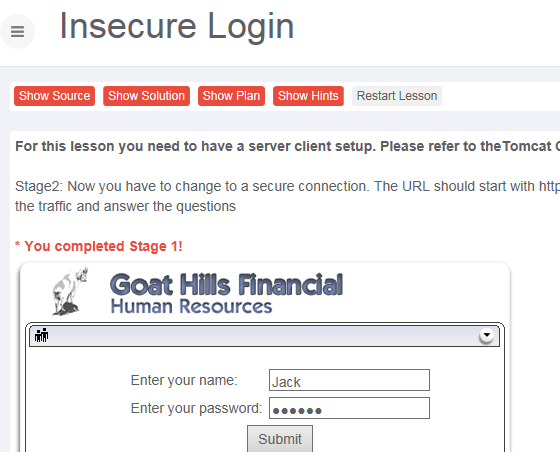 Insecure Login
Show Source Show Solution Show Plan Show Hints Restart Lesson
For this lesson you need to have a server client setup. Please refer to theTomcat
Stage2: Now you have to change to a secure connection. The URL should start with http
the traffic and answer the questions
* You completed Stage 1!
Goat Hills Financial
Human Resources
Enter your name: Jack
Enter your password: ●●●●●●
Submit